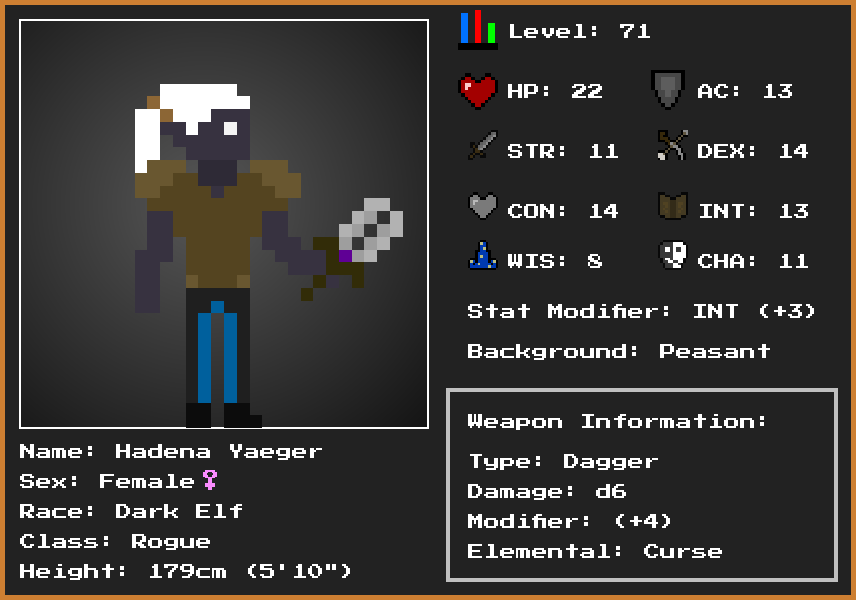 Level: 71
HP: 22 AC: 13
STR: 11 DEX: 14
CON: 14 INT: 13
WIS: 8 CHA: 11
Stat Modifier: INT (+3)
Background: Peasant
Weapon Information:
Type: Dagger
Damage: d6
Modifier: (+4)
Elemental: Curse
Name: Hadena Yaeger
Sex: Female♀
Race: Dark Elf
Class: Rogue
Height: 179cm (5'10")